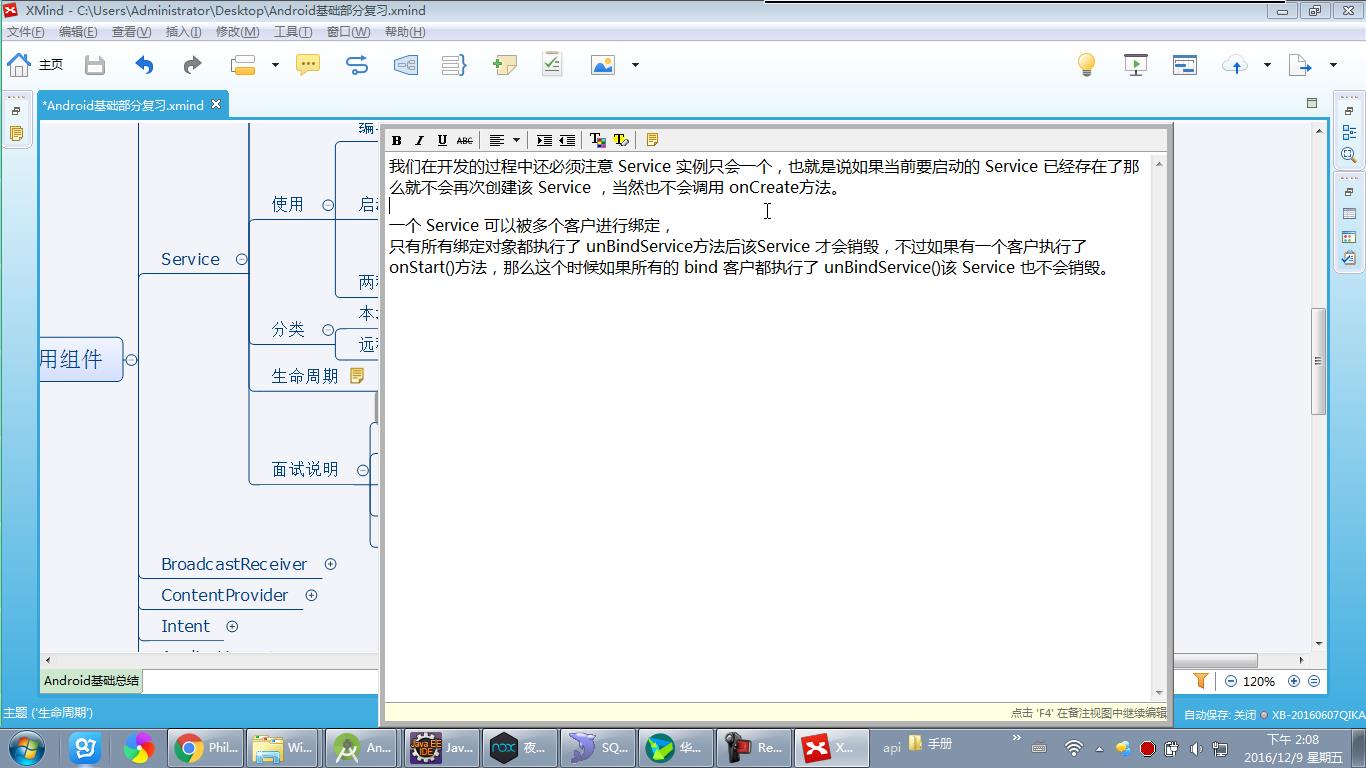 XMind - C:\Users\Administrator\Desktop\Android基础部分复习.xmind
文件(F) 编辑(E) 查看(V) 插入(I) 修改(M) 工具(T) 窗口(W) 帮助(H)
主页
*Android基础部分复习.xmind
B I U ABC
我们在开发的过程中还必须注意 Service 实例只会一个，也就是说如果当前要启动的 Service 已经存在了那
么就不会再次创建该 Service ，当然也不会调用 onCreate方法。
一个 Service 可以被多个客户进行绑定，
只有所有绑定对象都执行了 unBindService方法后该Service 才会销毁，不过如果有一个客户执行了
onStart()方法，那么这个时候如果所有的 bind 客户都执行了 unBindService()该 Service 也不会销毁。
使用
Service
两
分类
本
远
用组件
生命周期
面试说明
BroadcastReceiver
ContentProvider
Intent
Android基础总结
120%
点击 'F4' 在备注视图中继续编辑
主题 ('生命周期')
自动保存: 关闭
XB-20160607QIKA
Phil...
Wi...
An...
Java EE IDE
Jav...
nox
夜...
SQ...
华...
Re...
X...
api
手册
下午 2:08
2016/12/9 星期五